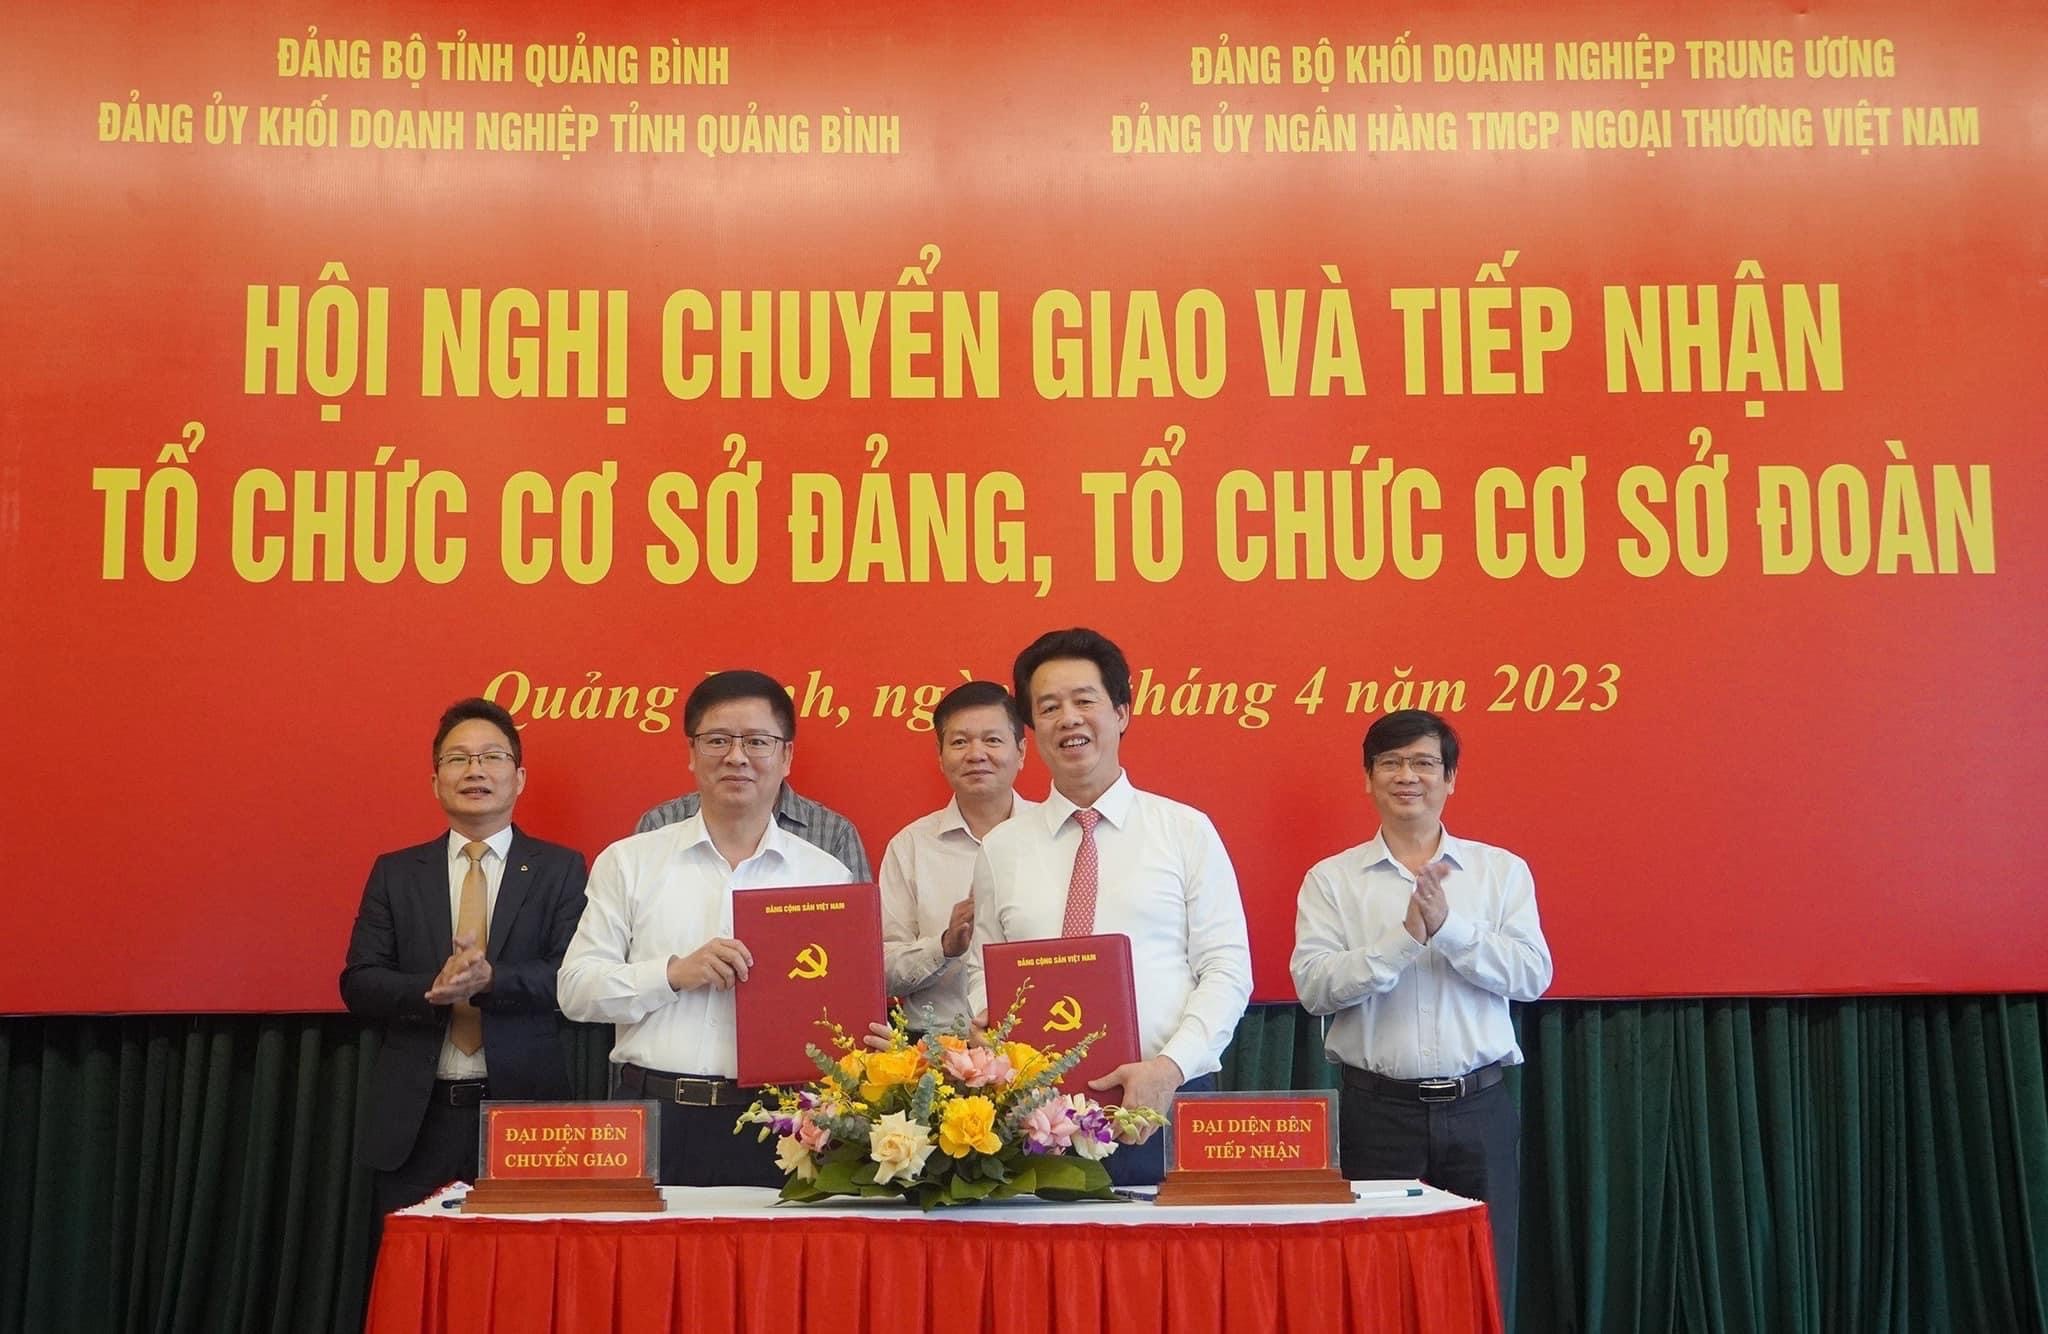 ĐẢNG BỘ TỈNH QUẢNG BÌNH
ĐẢNG ỦY KHỐI DOANH NGHIỆP TỈNH QUẢNG BÌNH
ĐẢNG BỘ KHỐI DOANH NGHIỆP TRUNG ƯƠNG
ĐẢNG ỦY NGÂN HÀNG TMCP NGOẠI THƯƠNG VIỆT NAM
HỘI NGHỊ CHUYỂN GIAO VÀ TIẾP NHẬN
TỔ CHỨC CƠ SỞ ĐẢNG, TỔ CHỨC CƠ SỞ ĐOÀN
Quảng tháng 4 năm 2023
ĐẢNG CỘNG SẢN VIỆT NAM
ĐẢNG CỘNG SẢN VIỆT NAM
ĐẠI DIỆN BÊN
CHUYỂN GIAO
ĐẠI DIỆN BÊN
TIẾP NHẬN